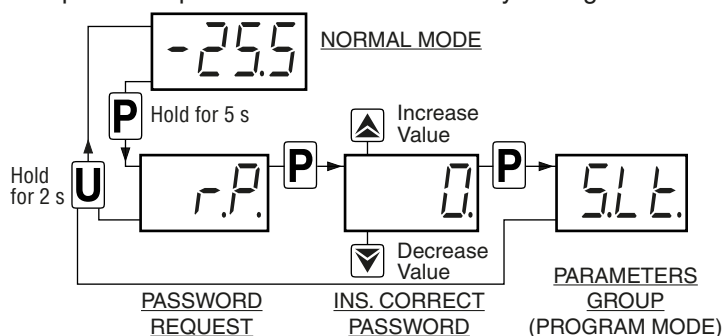 -25.5
NORMAL MODE
P
Hold for 5 s
Increase
Value
Hold
for 2 s
U
r.P.
P
0.
P
S.L t.
Decrease
Value
PASSWORD
REQUEST
INS. CORRECT
PASSWORD
PARAMETERS
GROUP
(PROGRAM MODE)